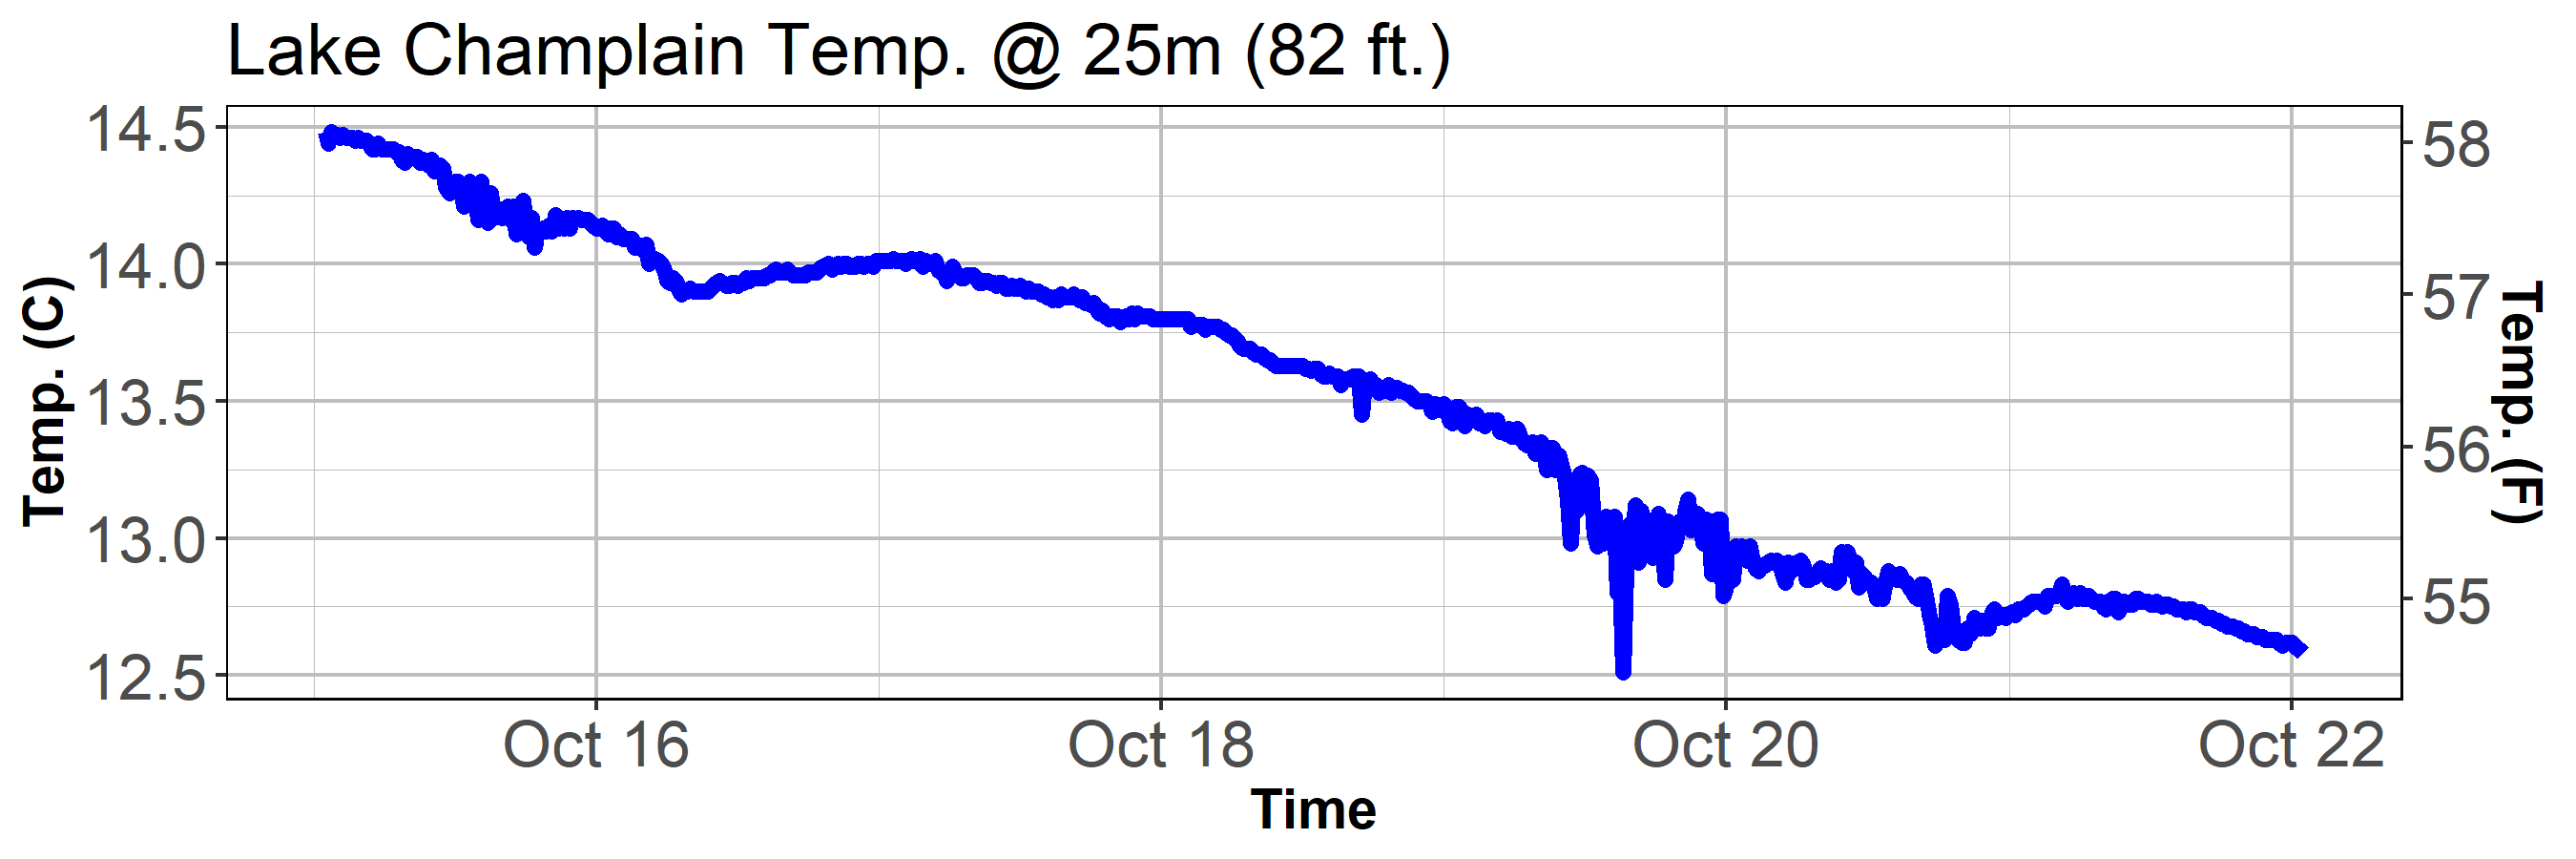 Lake Champlain Temp. @ 25m (82 ft.)
Temp. (C)
14.5
14.0
13.5
13.0
12.5
58
57
56
55
Temp. (F)
Oct 16 Oct 18 Oct 20 Oct 22
Time